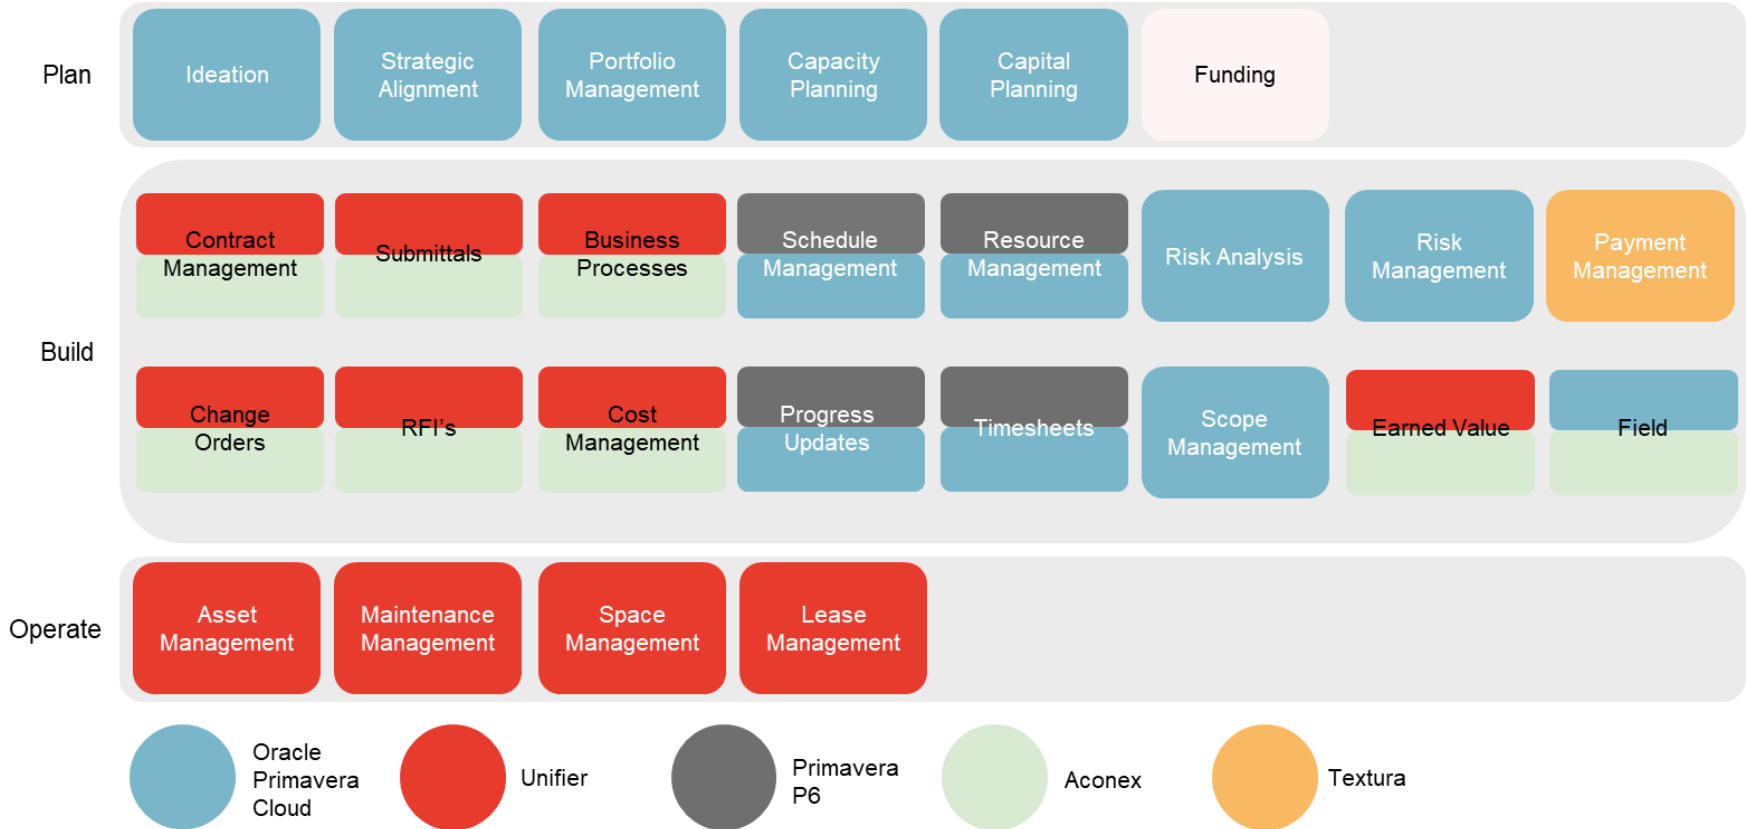 Plan
Ideation
Strategic
Alignment
Portfolio
Management
Capacity
Planning
Capital
Planning
Funding
Build
Contract
Management
Submittals
Business
Processes
Schedule
Management
Resource
Management
Risk Analysis
Risk
Management
Payment
Management
Change
Orders
RFI's
Cost
Management
Progress
Updates
Timesheets
Scope
Management
Earned Value
Field
Operate
Asset
Management
Maintenance
Management
Space
Management
Lease
Management
Oracle
Primavera
Cloud
Unifier
Primavera
P6
Aconex
Textura